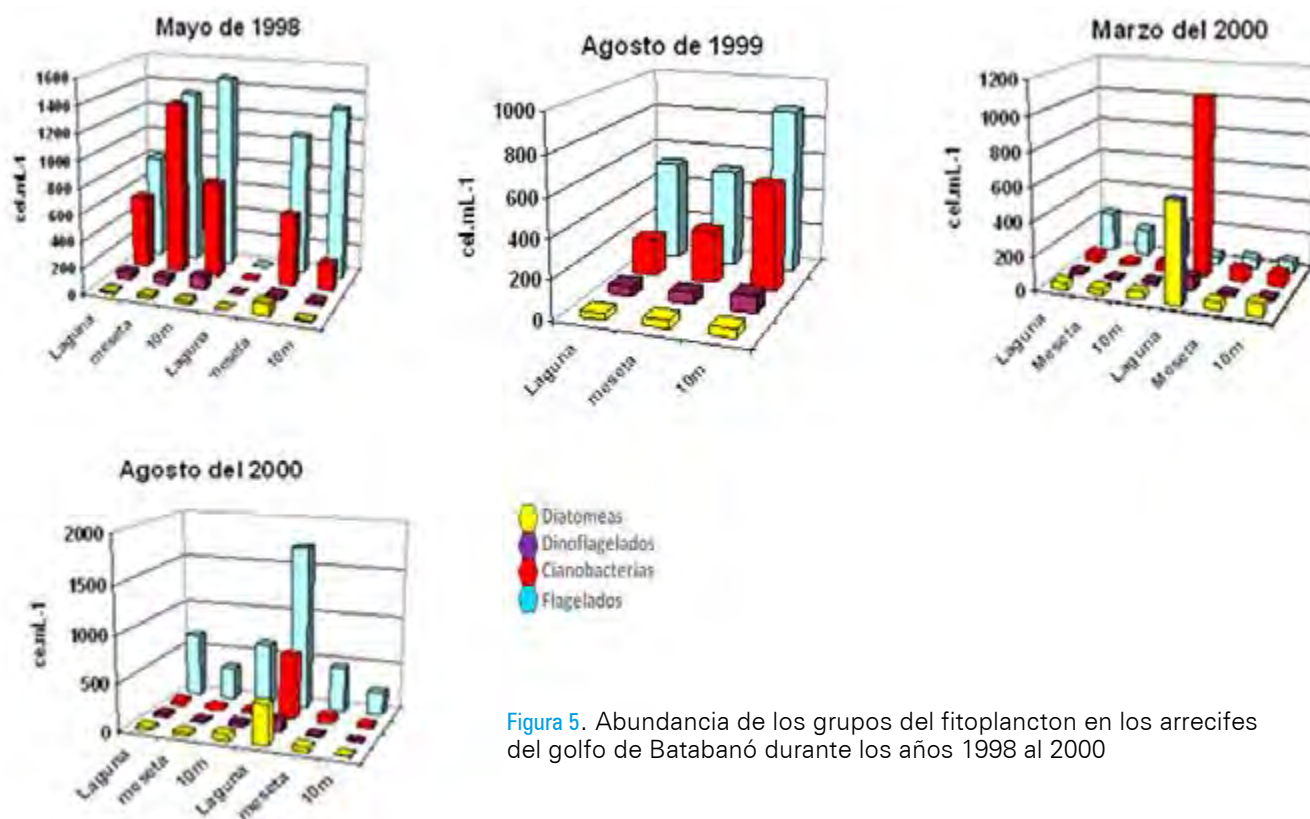 Mayo de 1998
cel.mL-1
1600
1400
1200
1000
800
600
400
200
0
Laguna
meseta
10m
Laguna
meseta
10m
Agosto de 1999
cel.mL-1
1000
800
600
400
200
0
Laguna
meseta
10m
Marzo del 2000
cel.mL-1
1200
1000
800
600
400
200
0
Laguna
Meseta
10m
Laguna
Meseta
10m
Agosto del 2000
ce.mL-1
2000
1500
1000
500
0
Laguna
meseta
10m
Laguna
meseta
10m
Diatomeas
Dinoflagelados
Cianobacterias
Flagelados
Figura 5. Abundancia de los grupos del fitoplancton en los arrecifes
del golfo de Batabanó durante los años 1998 al 2000